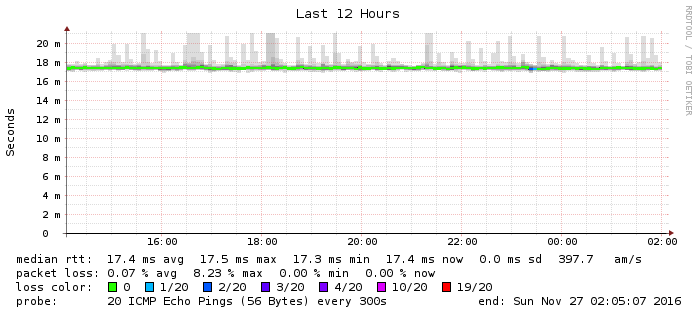 Last 12 Hours
RRDTOOL / TOBI OETIKER
Seconds
20 m
18 m
16 m
14 m
12 m
10 m
8 m
6 m
4 m
2 m
0
16:00 18:00 20:00 22:00 00:00 02:00
median rtt: 17.4 ms avg 17.5 ms max 17.3 ms min 17.4 ms now 0.0 ms sd 397.7 am/s
packet loss: 0.07 % avg 8.23 % max 0.00 % min 0.00 % now
loss color: 0 1/20 2/20 3/20 4/20 10/20 19/20
probe: 20 ICMP Echo Pings (56 Bytes) every 300s end: Sun Nov 27 02:05:07 2016